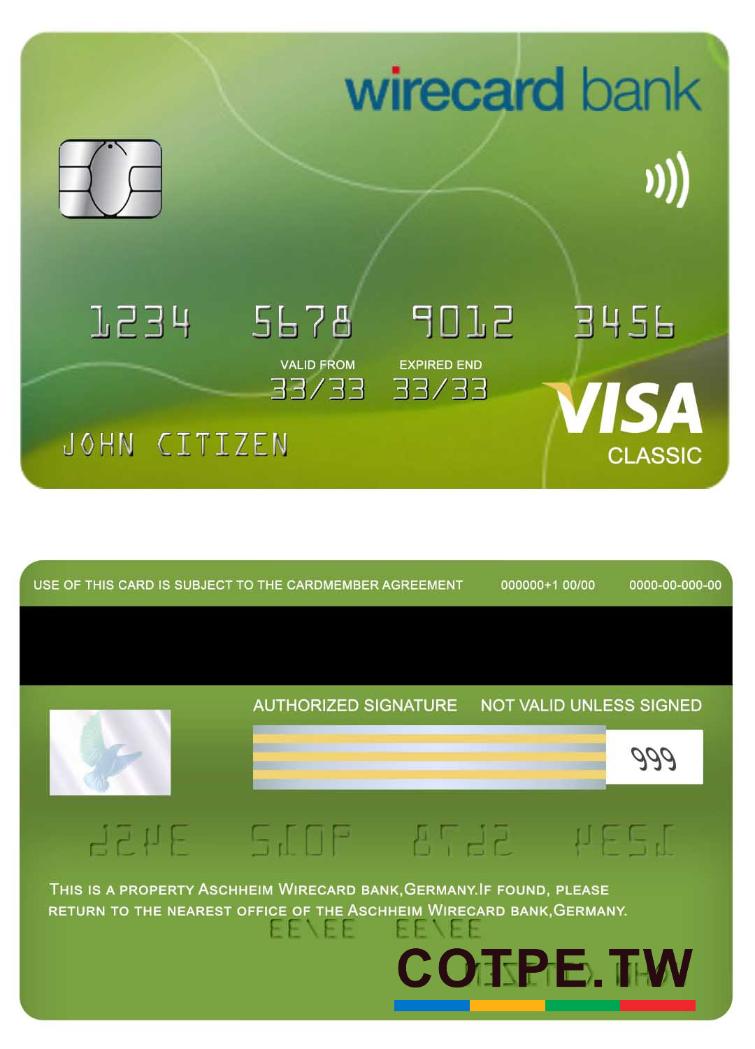 wirecard bank
1234 5678 9012 3456
VALID FROM EXPIRED END
33/33 33/33
VISA
JOHN CITIZEN
CLASSIC
USE OF THIS CARD IS SUBJECT TO THE CARDMEMBER AGREEMENT 000000+1 00/00 0000-00-000-00
AUTHORIZED SIGNATURE NOT VALID UNLESS SIGNED
999
THIS IS A PROPERTY ASCHHEIM WIRECARD BANK,GERMANY.IF FOUND, PLEASE
RETURN TO THE NEAREST OFFICE OF THE ASCHHEIM WIRECARD BANK,GERMANY.
COTPE.TW